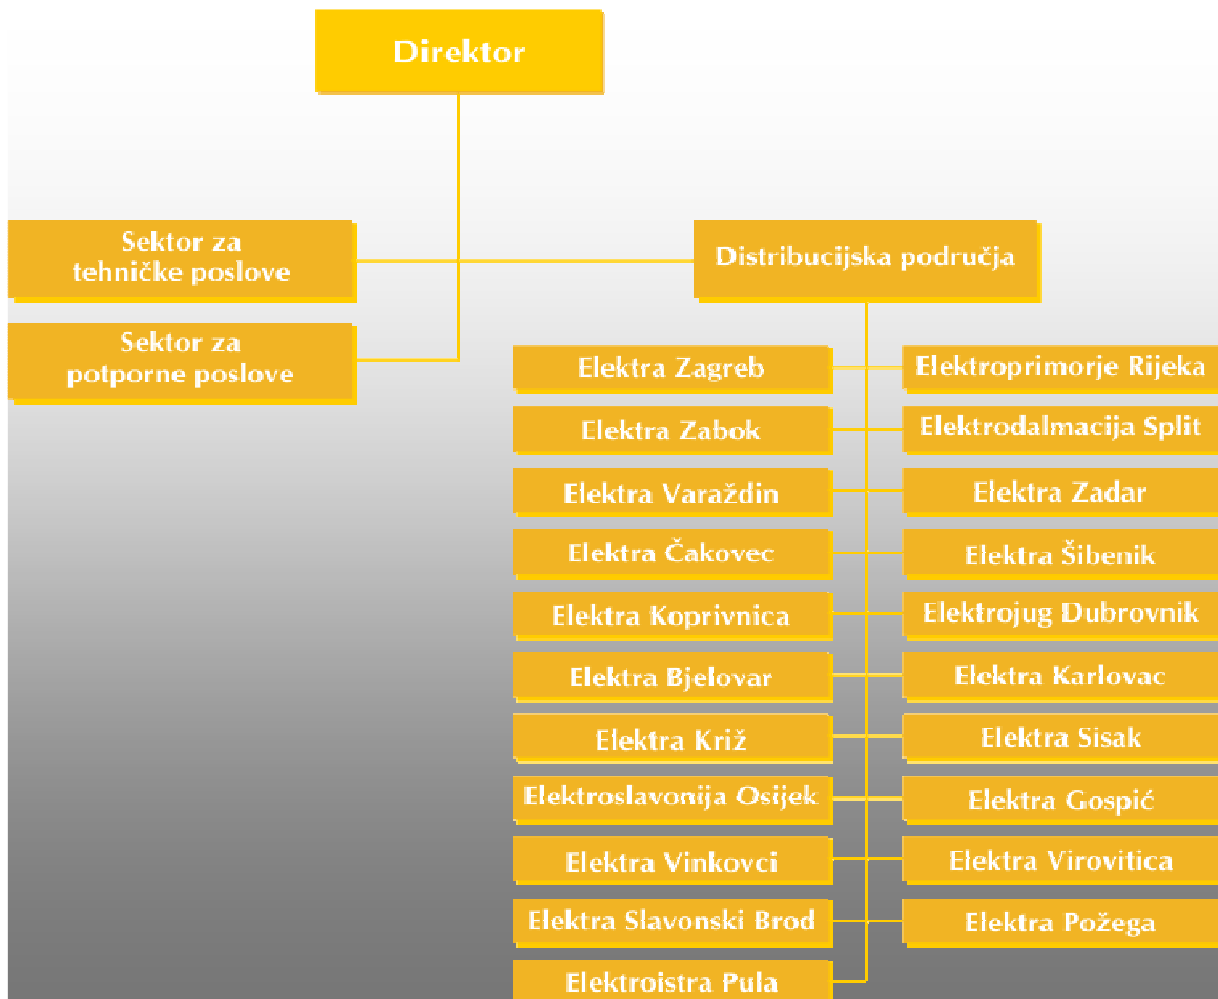 Direktor
Sektor za
tehničke poslove
Sektor za
potporne poslove
Distribucijska područja
Elektra Zagreb
Elektra Zabok
Elektra Varaždin
Elektra Čakovec
Elektra Koprivnica
Elektra Bjelovar
Elektra Križ
Elektroslavonija Osijek
Elektra Vinkovci
Elektra Slavonski Brod
Elektroistra Pula
Elektroprimorje Rijeka
Elektrodalmacija Split
Elektra Zadar
Elektra Šibenik
Elektrojug Dubrovnik
Elektra Karlovac
Elektra Sisak
Elektra Gospić
Elektra Virovitica
Elektra Požega